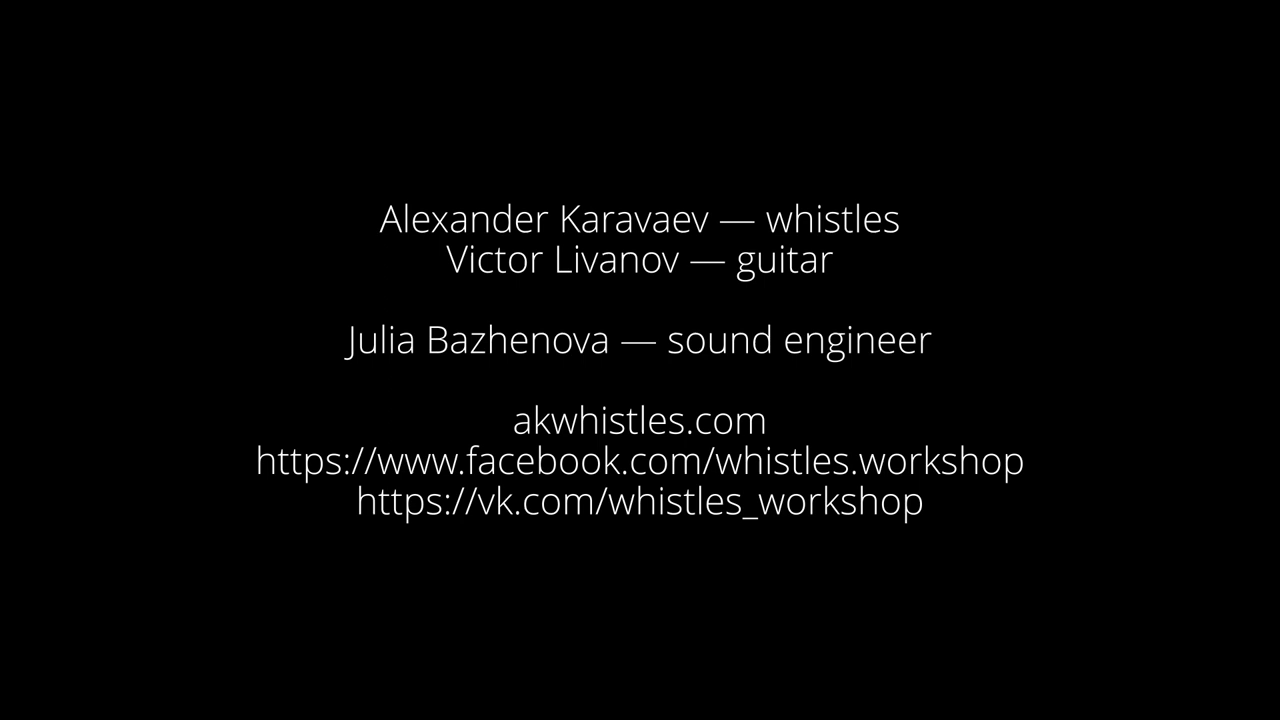 Alexander Karavaev — whistles
Victor Livanov — guitar
Julia Bazhenova — sound engineer
akwhistles.com
https://www.facebook.com/whistles.workshop
https://vk.com/whistles_workshop